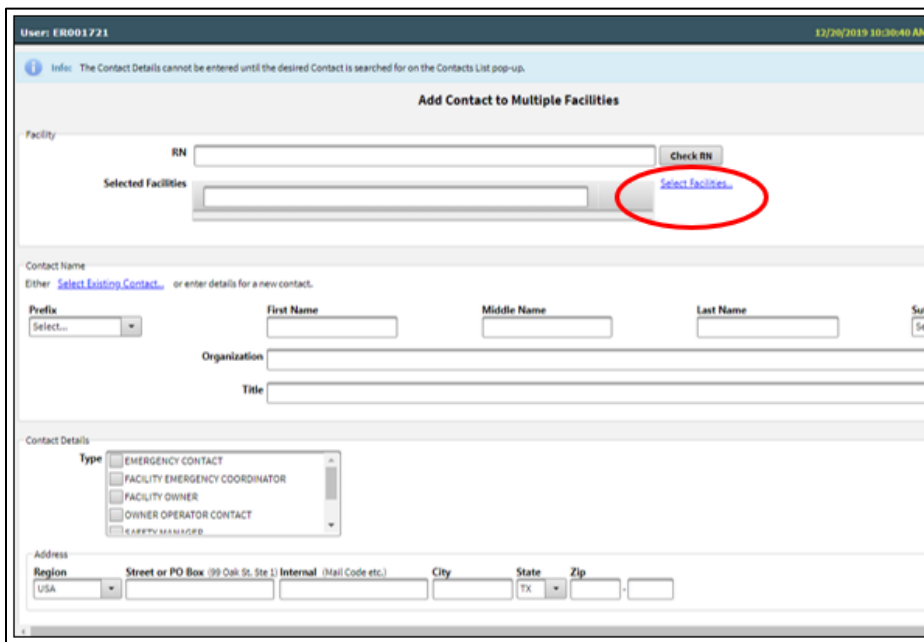 User: ER001721 12/20/2019 10:30:40 AM
Info: The Contact Details cannot be entered until the desired Contact is searched for on the Contacts List pop-up.
Add Contact to Multiple Facilities
Facility
RN Check RN
Selected Facilities Select Facilities...
Contact Name
Either Select Existing Contact... or enter details for a new contact.
Prefix First Name Middle Name Last Name
Select...
Organization
Title
Contact Details
Type EMERGENCY CONTACT
FACILITY EMERGENCY COORDINATOR
FACILITY OWNER
OWNER OPERATOR CONTACT
SAFETY MANAGER
Address
Region Street or PO Box (99 Oak St. Ste 1) Internal (Mail Code etc.) City State Zip
USA TX -